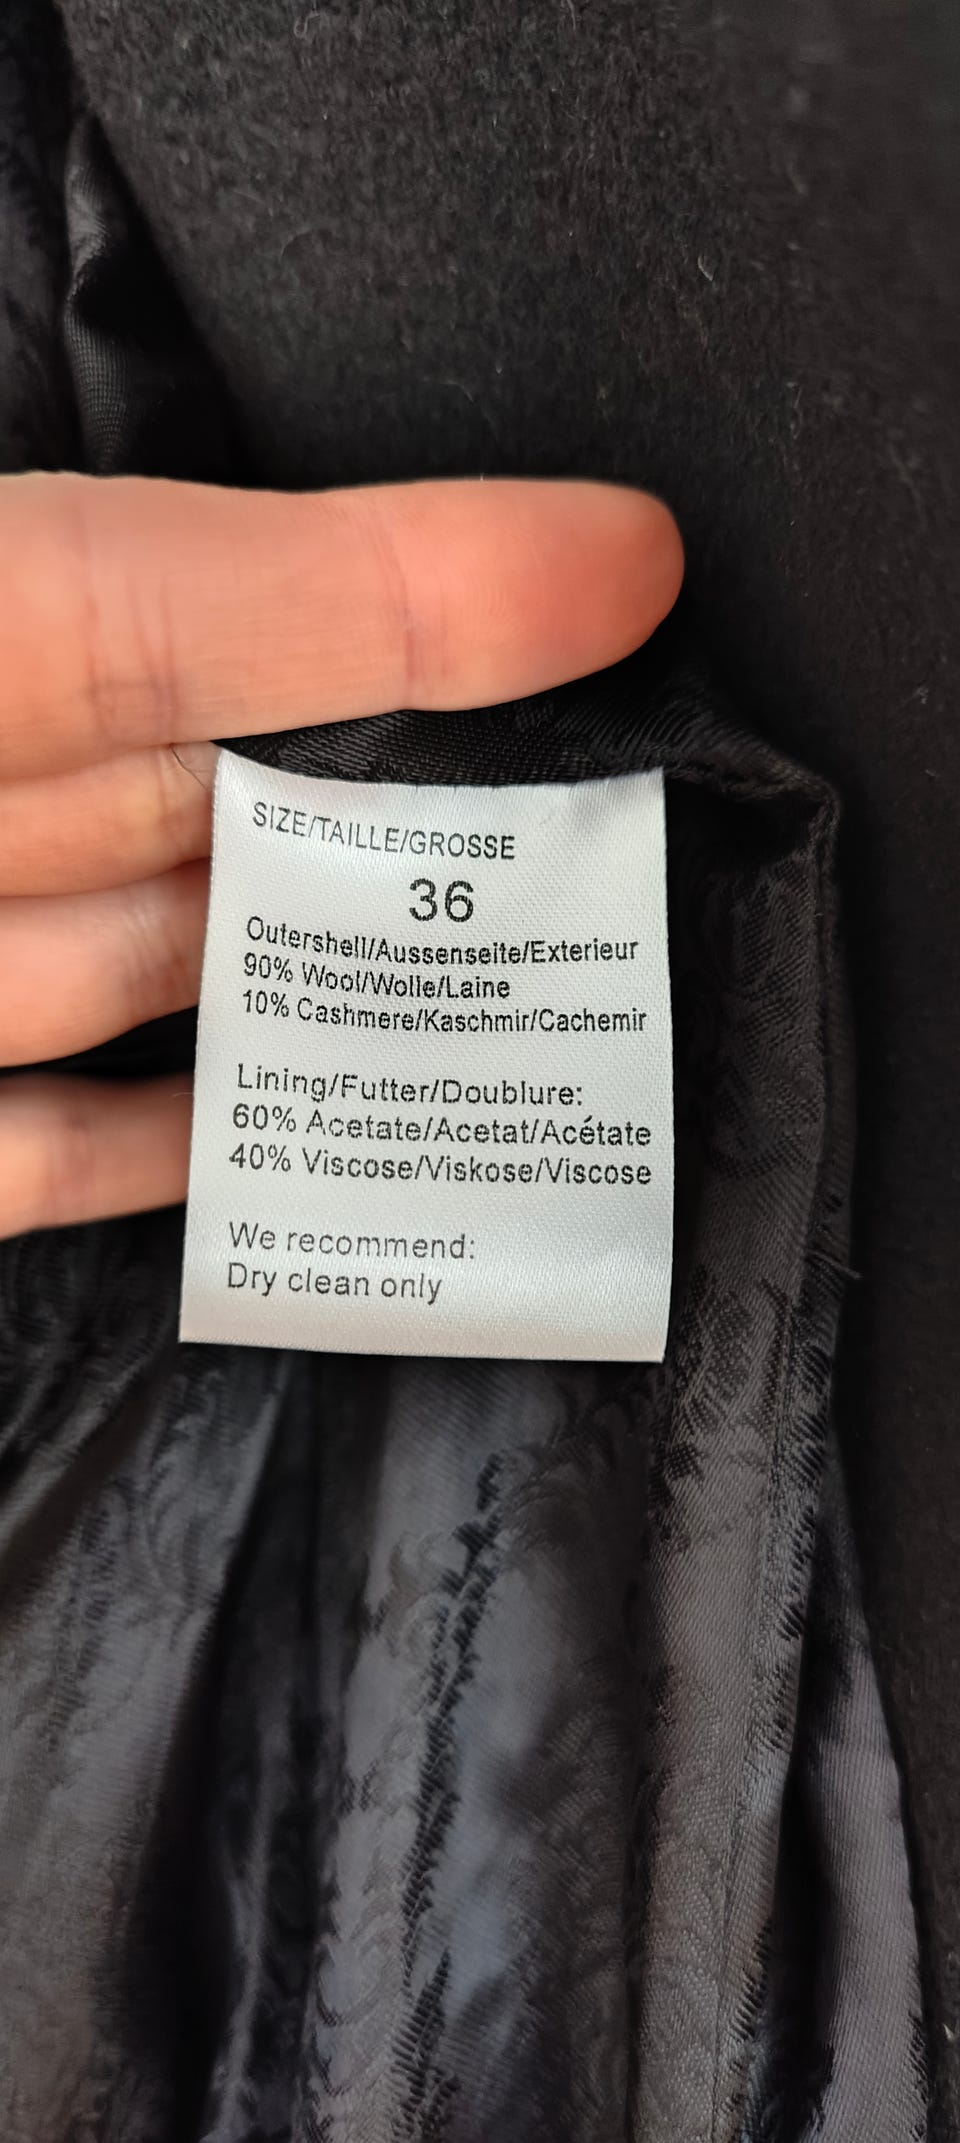 SIZE/TAILLE/GROSSE
36
Outershell/Aussenseite/Exterieur
90% Wool/Wolle/Laine
10% Cashmere/Kaschmir/Cachemir
Lining/Futter/Doublure:
60% Acetate/Acetat/Acétate
40% Viscose/Viskose/Viscose
We recommend:
Dry clean only